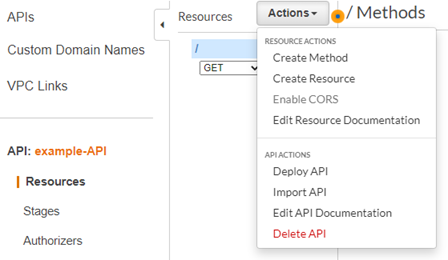 APIs
Custom Domain Names
VPC Links
API: example-API
Resources
Stages
Authorizers
Resources
Actions
/ Methods
/
GET
RESOURCE ACTIONS
Create Method
Create Resource
Enable CORS
Edit Resource Documentation
API ACTIONS
Deploy API
Import API
Edit API Documentation
Delete API